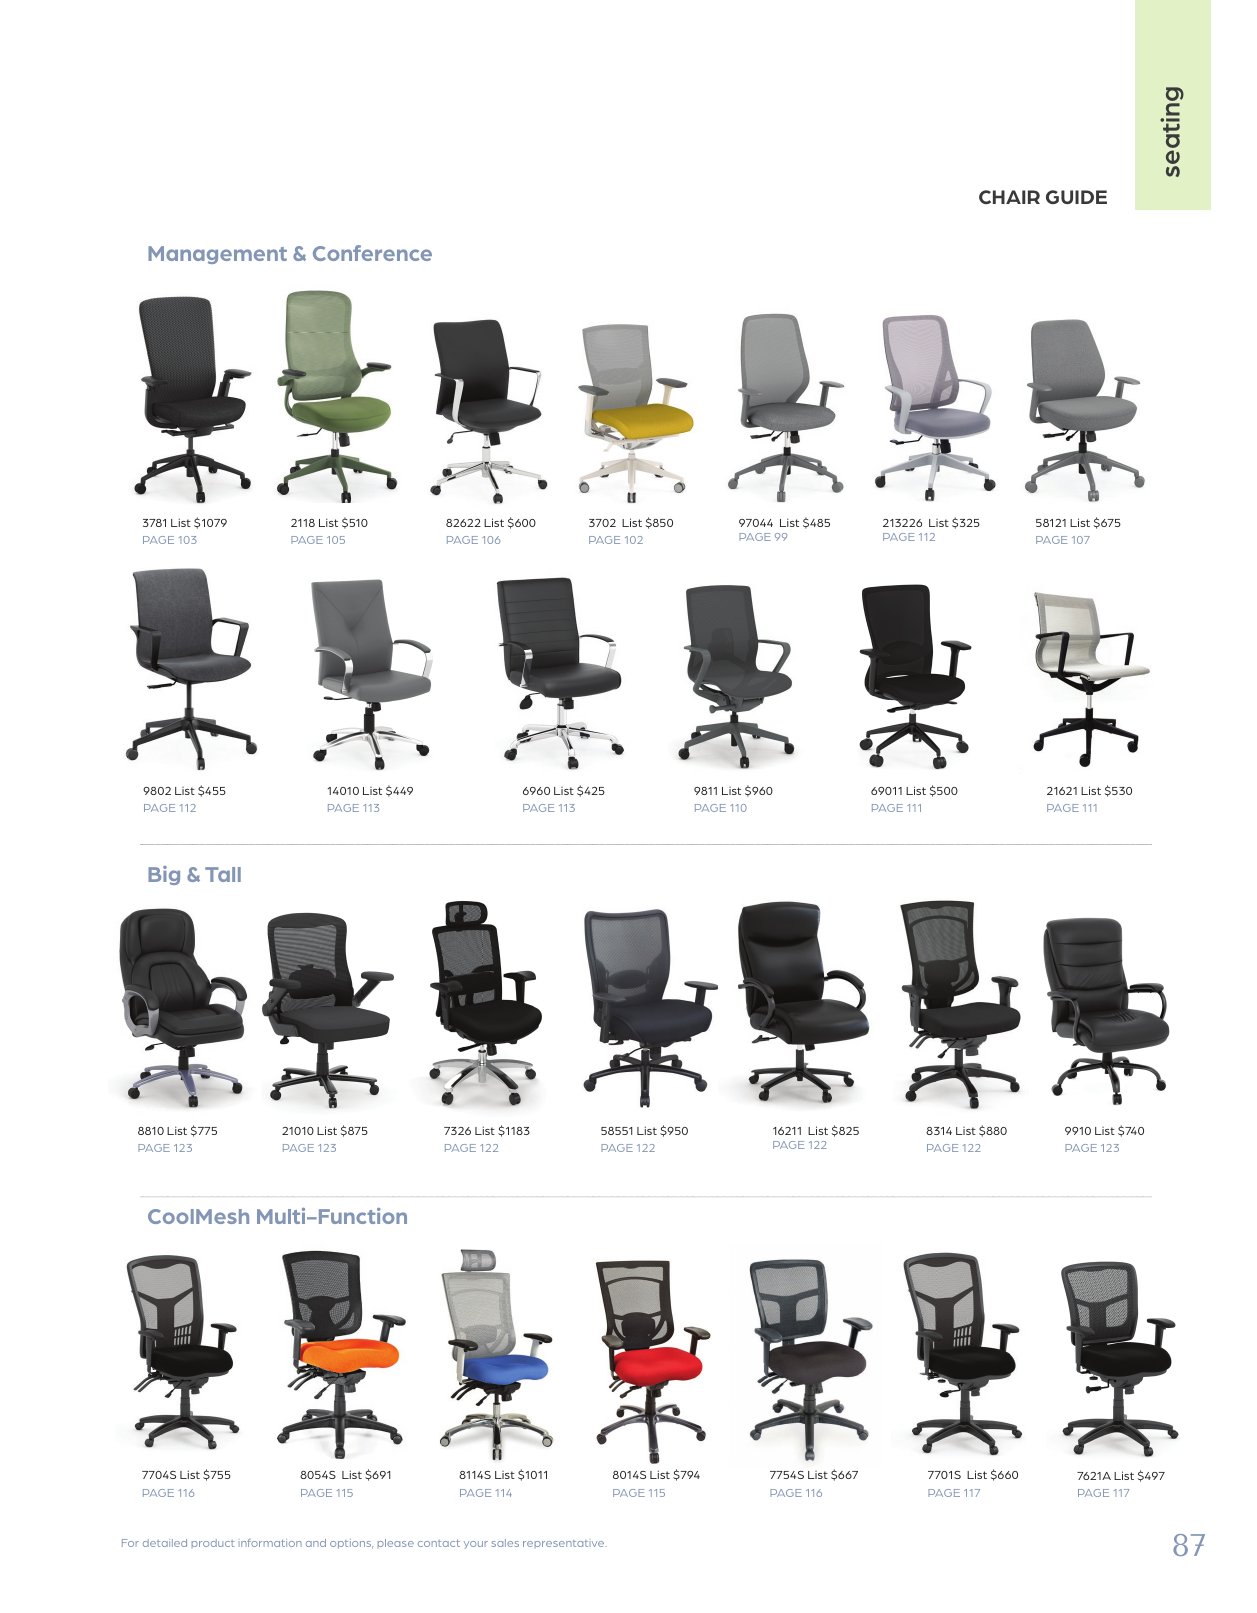 seating
CHAIR GUIDE
Management & Conference
3781 List $1079
PAGE 103
2118 List $510
PAGE 105
82622 List $600
PAGE 106
3702 List $850
PAGE 102
97044 List $485
PAGE 99
213226 List $325
PAGE 112
58121 List $675
PAGE 107
9802 List $455
PAGE 112
14010 List $449
PAGE 113
6960 List $425
PAGE 113
9811 List $960
PAGE 110
69011 List $500
PAGE 111
21621 List $530
PAGE 111
Big & Tall
8810 List $775
PAGE 123
21010 List $875
PAGE 123
7326 List $1183
PAGE 122
58551 List $950
PAGE 122
16211 List $825
PAGE 122
8314 List $880
PAGE 122
9910 List $740
PAGE 123
CoolMesh Multi-Function
7704S List $755
PAGE 116
8054S List $691
PAGE 115
8114S List $1011
PAGE 114
8014S List $794
PAGE 115
7754S List $667
PAGE 116
7701S List $660
PAGE 117
7621A List $497
PAGE 117
For detailed product information and options, please contact your sales representative.
87